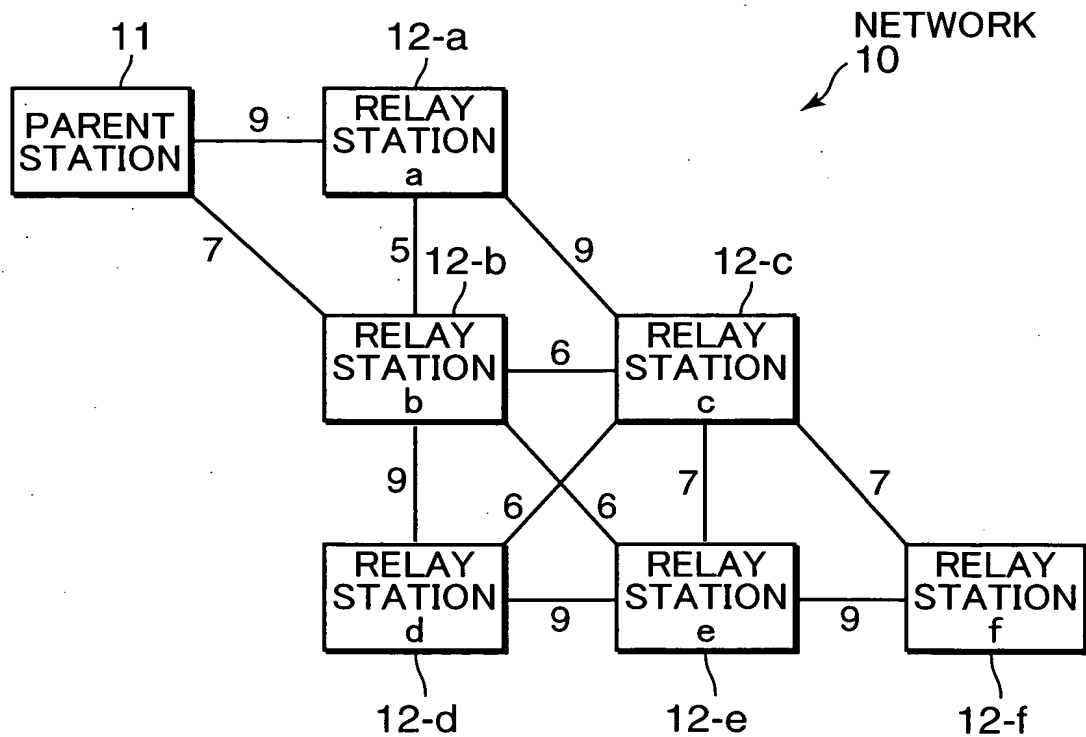 NETWORK
10
11
12-a
PARENT
STATION
9
RELAY
STATION
a
7
5
9
12-b
12-c
RELAY
STATION
b
6
RELAY
STATION
c
9
6
6
7
7
RELAY
STATION
d
9
RELAY
STATION
e
9
RELAY
STATION
f
12-d
12-e
12-f